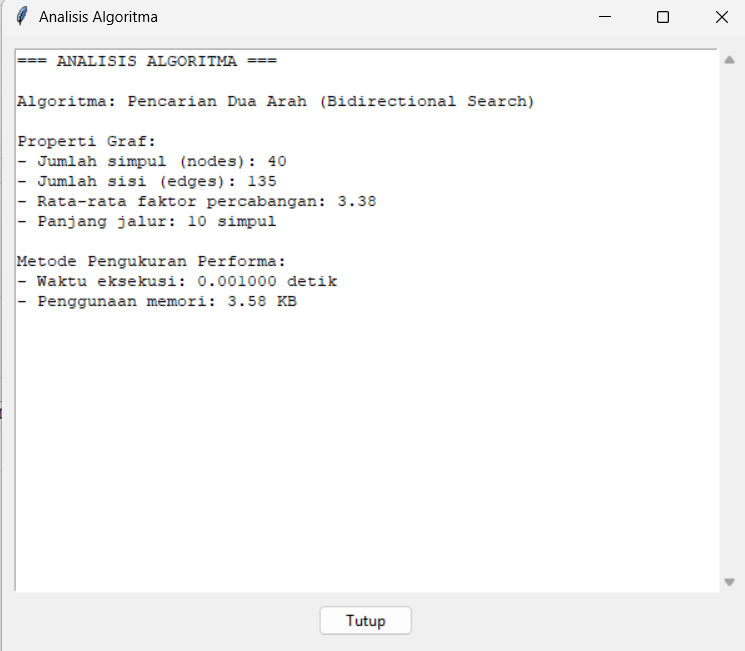 Analisis Algoritma
=== ANALISIS ALGORITMA ===
Algoritma: Pencarian Dua Arah (Bidirectional Search)
Properti Graf:
- Jumlah simpul (nodes): 40
- Jumlah sisi (edges): 135
- Rata-rata faktor percabangan: 3.38
- Panjang jalur: 10 simpul
Metode Pengukuran Performa:
- Waktu eksekusi: 0.001000 detik
- Penggunaan memori: 3.58 KB
Tutup